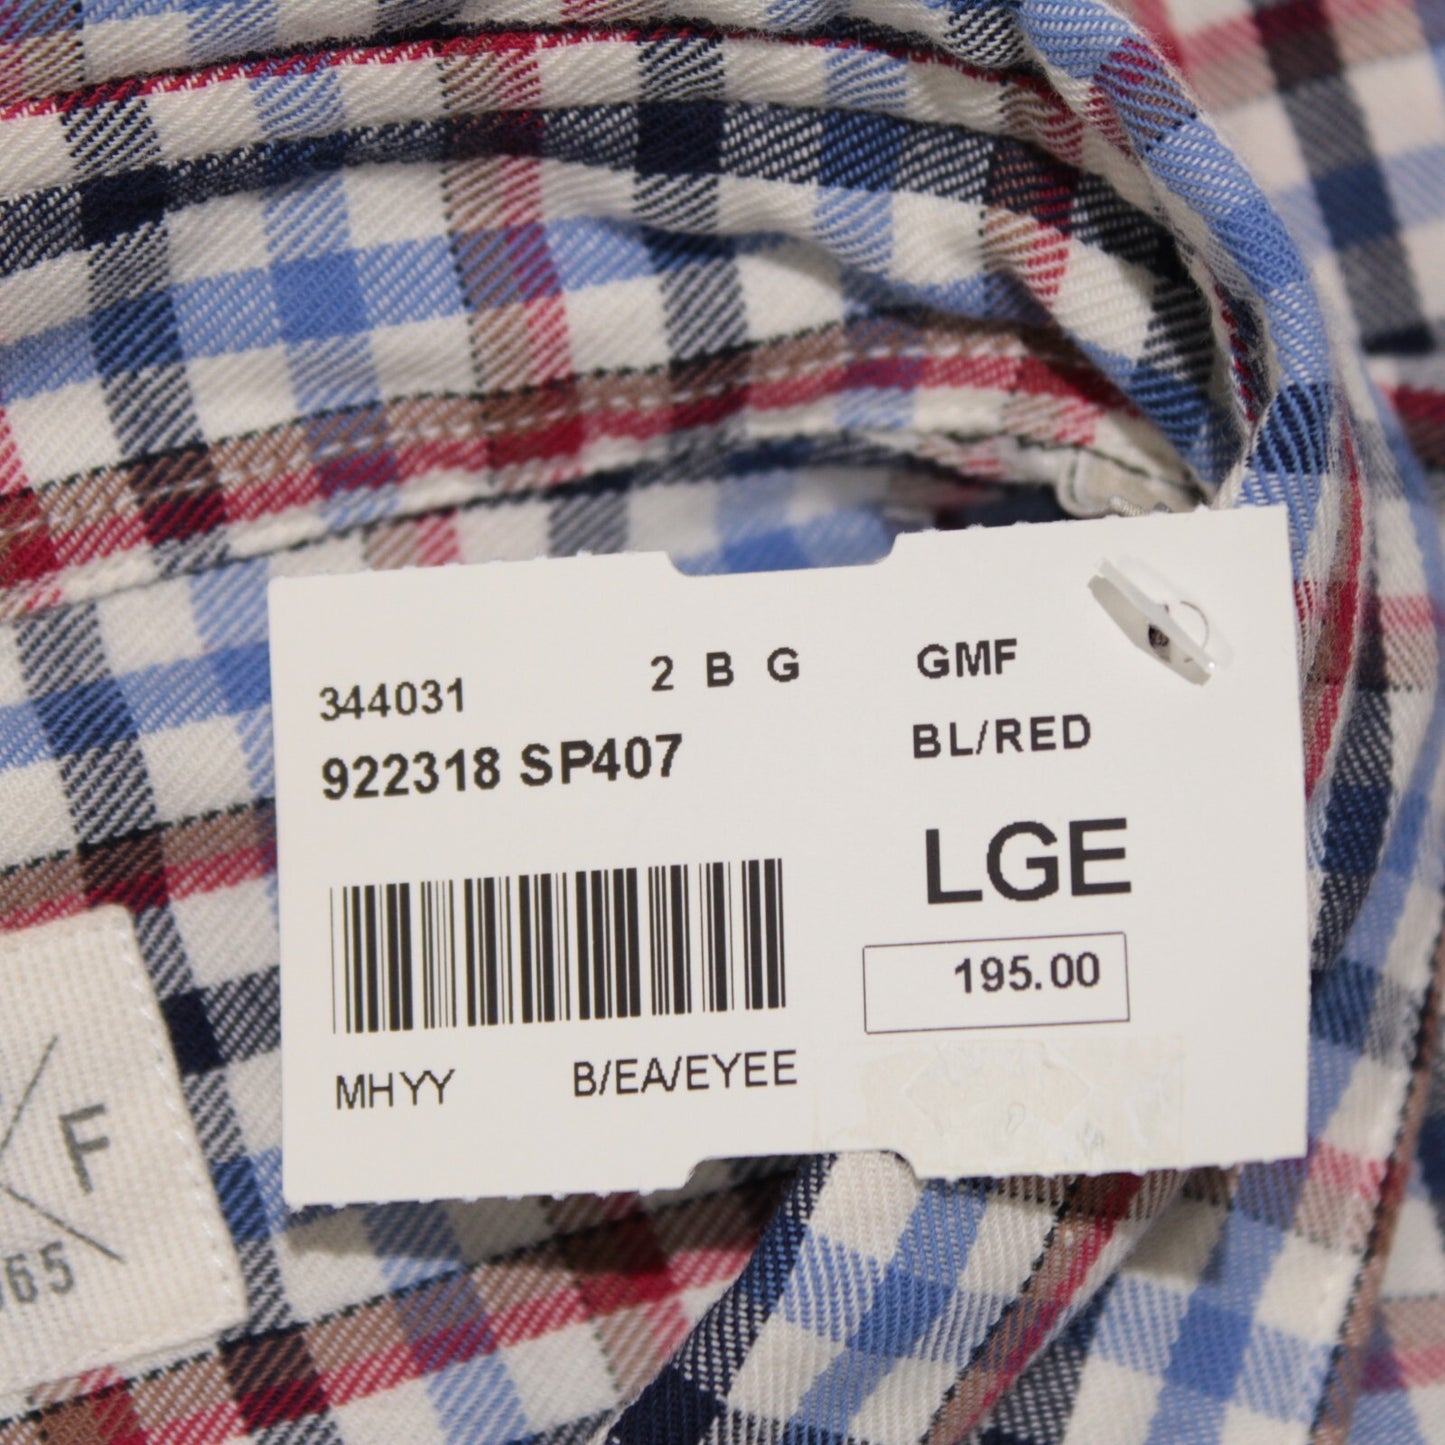 344031 2 B G GMF
922318 SP407 BL/RED
LGE
195.00
MHYY B/EA/EYEE
F
65